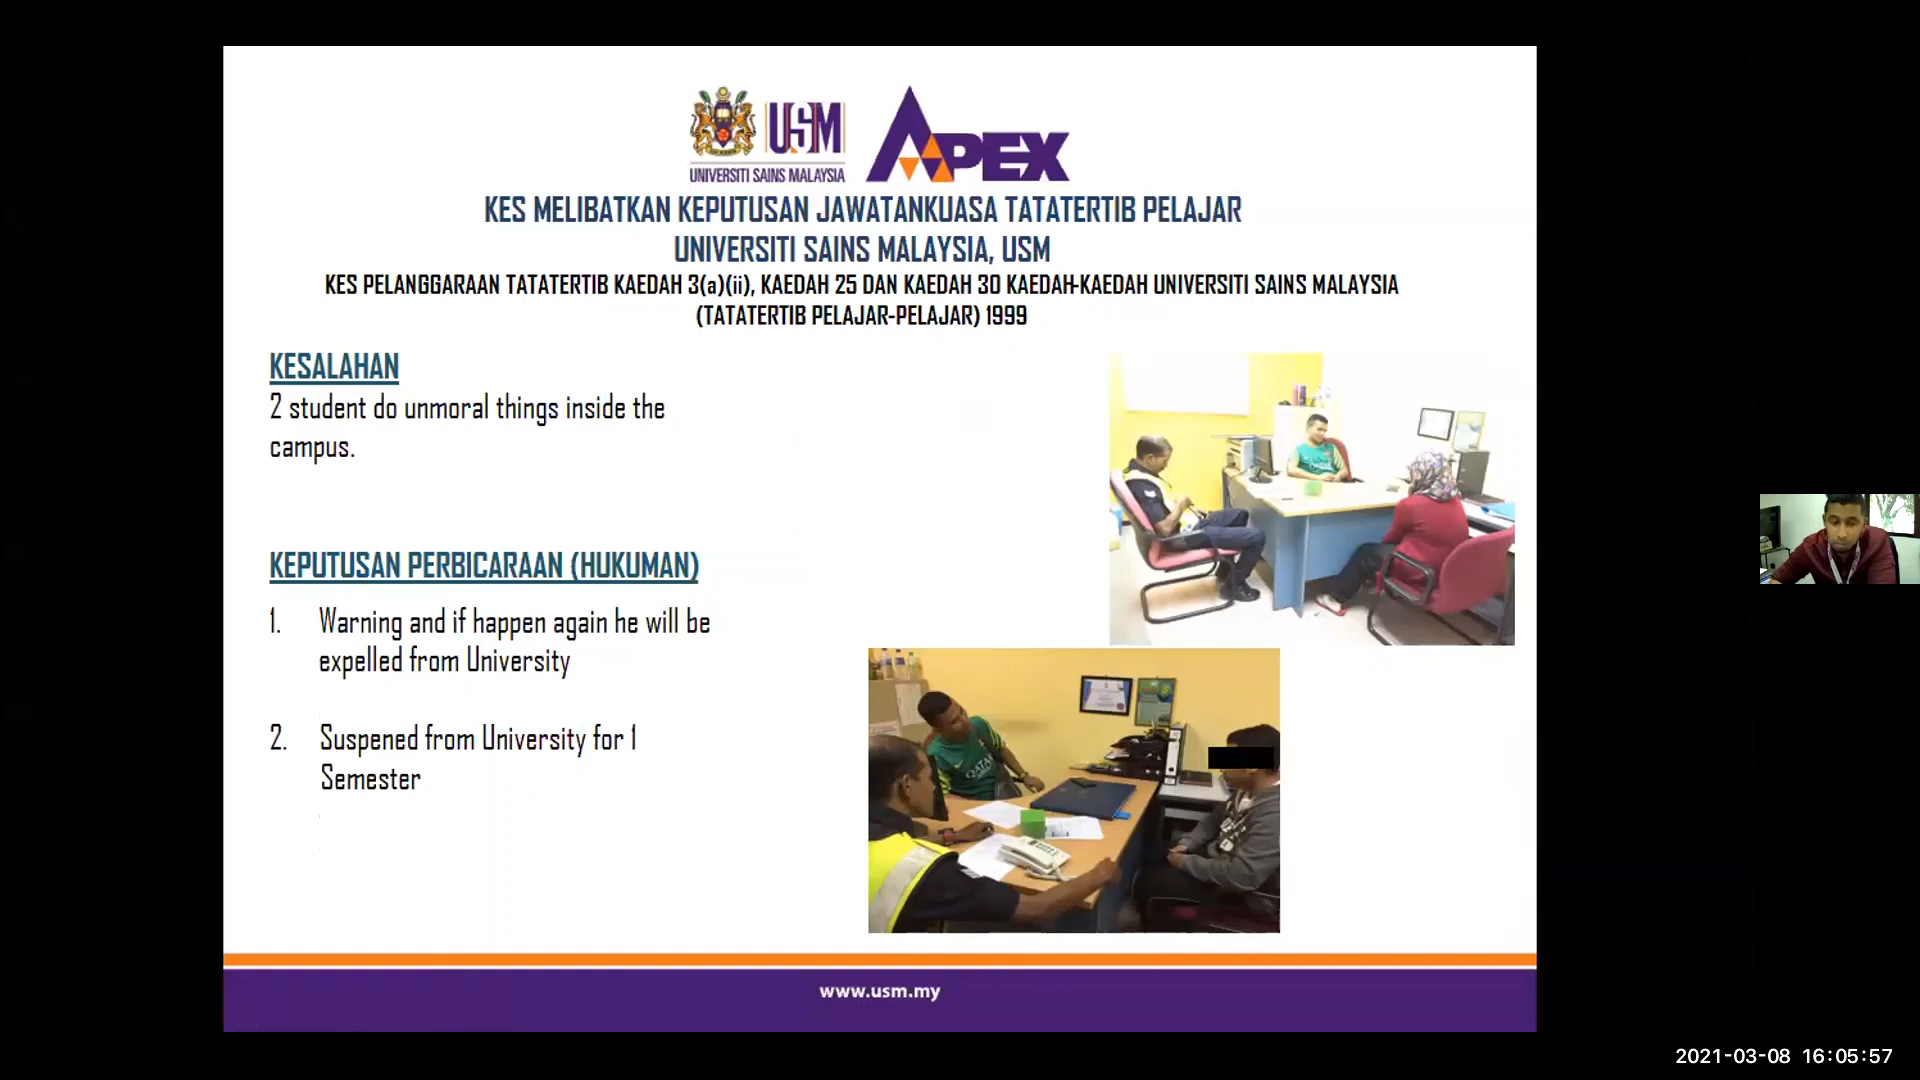 USM
UNIVERSITI SAINS MALAYSIA
APEX
KES MELIBATKAN KEPUTUSAN JAWATANKUASA TATATERTIB PELAJAR
UNIVERSITI SAINS MALAYSIA, USM
KES PELANGGARAAN TATATERTIB KAEDAH 3(a)(ii), KAEDAH 25 DAN KAEDAH 30 KAEDAH-KAEDAH UNIVERSITI SAINS MALAYSIA
(TATATERTIB PELAJAR-PELAJAR) 1999
KESALAHAN
2 student do unmoral things inside the
campus.
KEPUTUSAN PERBICARAAN (HUKUMAN)
1. Warning and if happen again he will be
expelled from University
2. Suspened from University for 1
Semester
QATAR
www.usm.my
2021-03-08 16:05:57